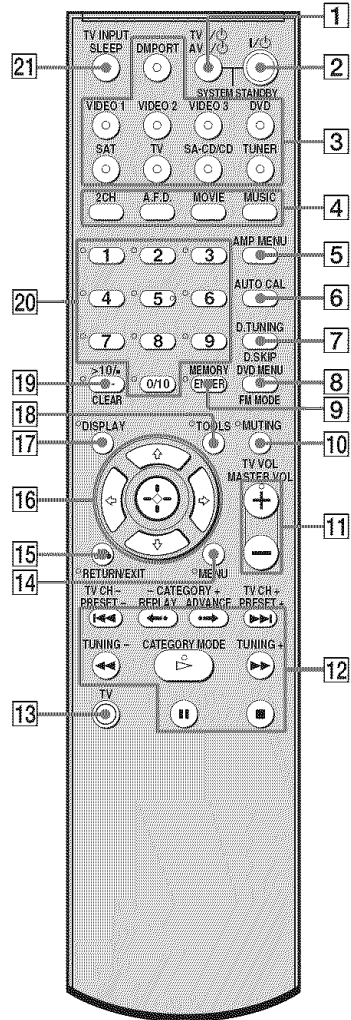 1
TV INPUT
SLEEP
DMPORT
TV I/⏻
AV I/⏻
I/⏻
21
2
SYSTEM STANDBY
VIDEO 1 VIDEO 2 VIDEO 3 DVD
3
SAT TV SA-CD/CD TUNER
2CH A.F.D. MOVIE MUSIC
4
AMP MENU
5
20
1 2 3
AUTO CAL
4 5 6
6
D.TUNING
7
7 8 9
D.SKIP
19
>10/
-
0/10
MEMORY
ENTER
DVD MENU
8
CLEAR
FM MODE
9
18
DISPLAY TOOLS MUTING
10
17
TV VOL
MASTER VOL
16
+
−
11
15
RETURN/EXIT MENU
14
TV CH − − CATEGORY + TV CH +
PRESET − REPLAY ADVANCE PRESET +
TUNING − CATEGORY MODE TUNING +
12
TV
13